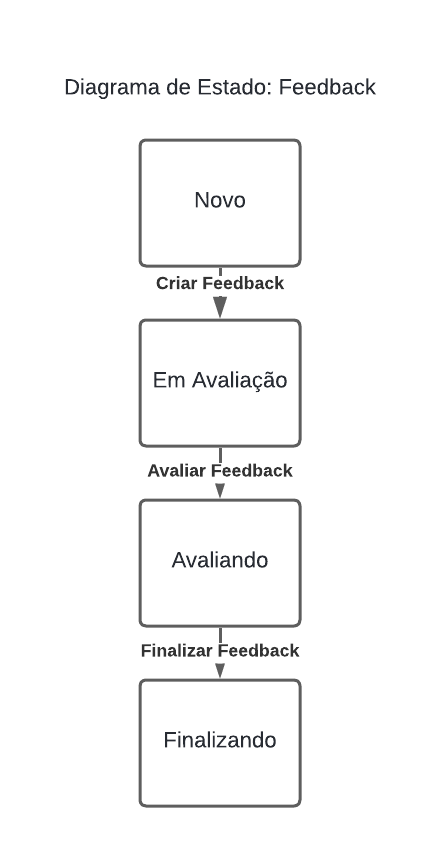 Diagrama de Estado: Feedback
Novo
Criar Feedback
Em Avaliação
Avaliar Feedback
Avaliando
Finalizar Feedback
Finalizando